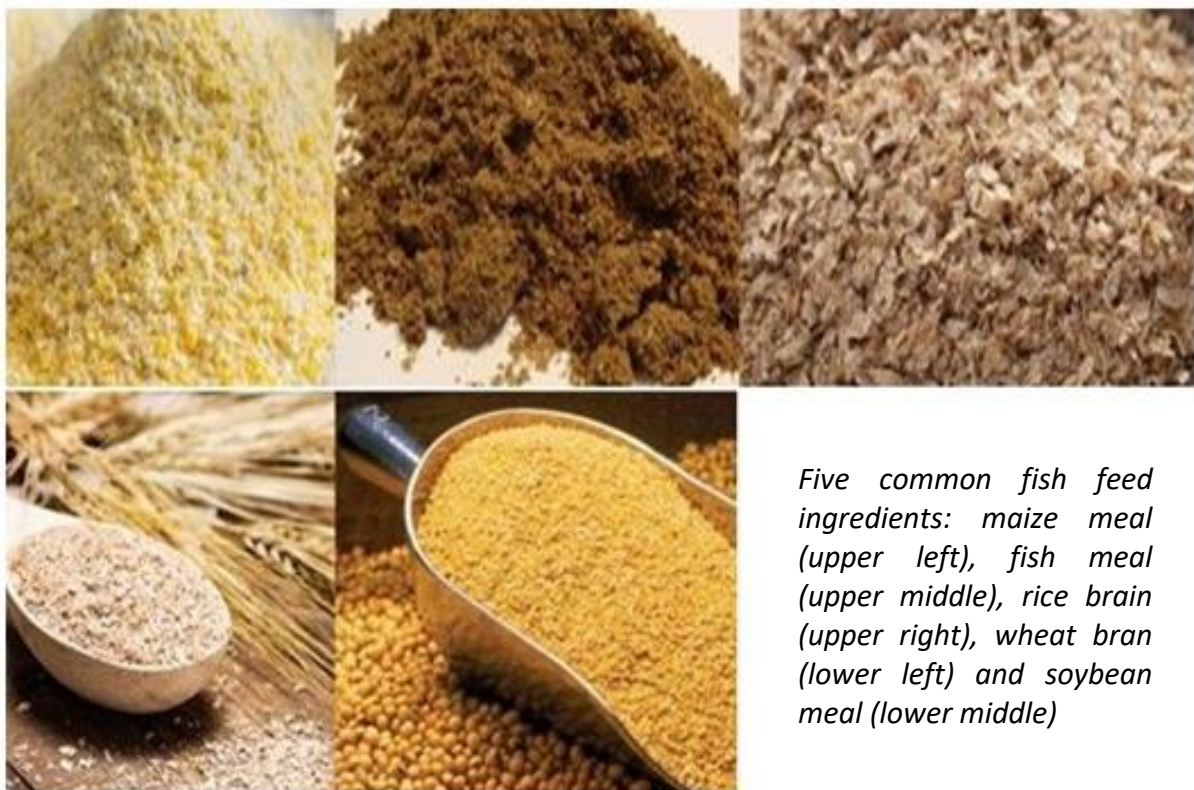 Five common fish feed
ingredients: maize meal
(upper left), fish meal
(upper middle), rice brain
(upper right), wheat bran
(lower left) and soybean
meal (lower middle)